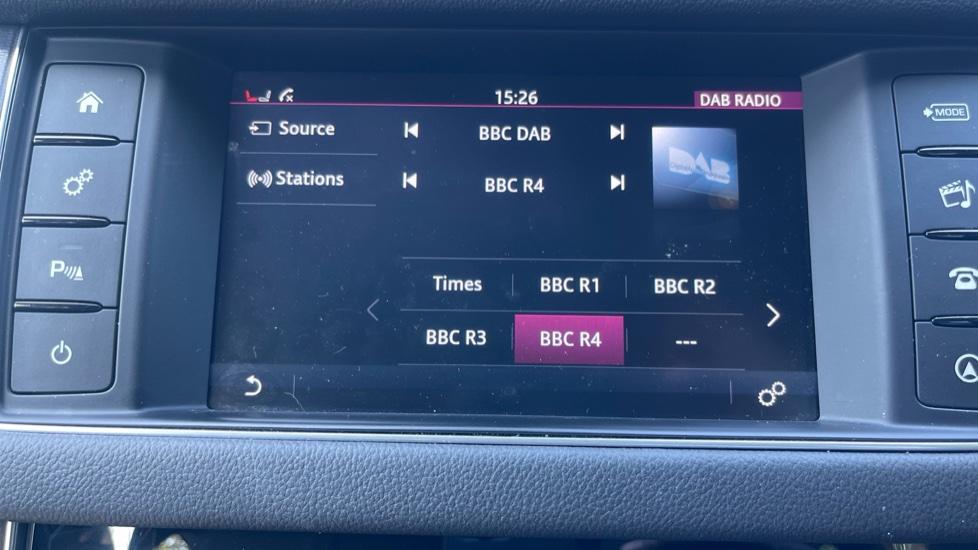 15:26 DAB RADIO
Source BBC DAB
Stations BBC R4
DAB
Times BBC R1 BBC R2
BBC R3 BBC R4 ---
MODE
P